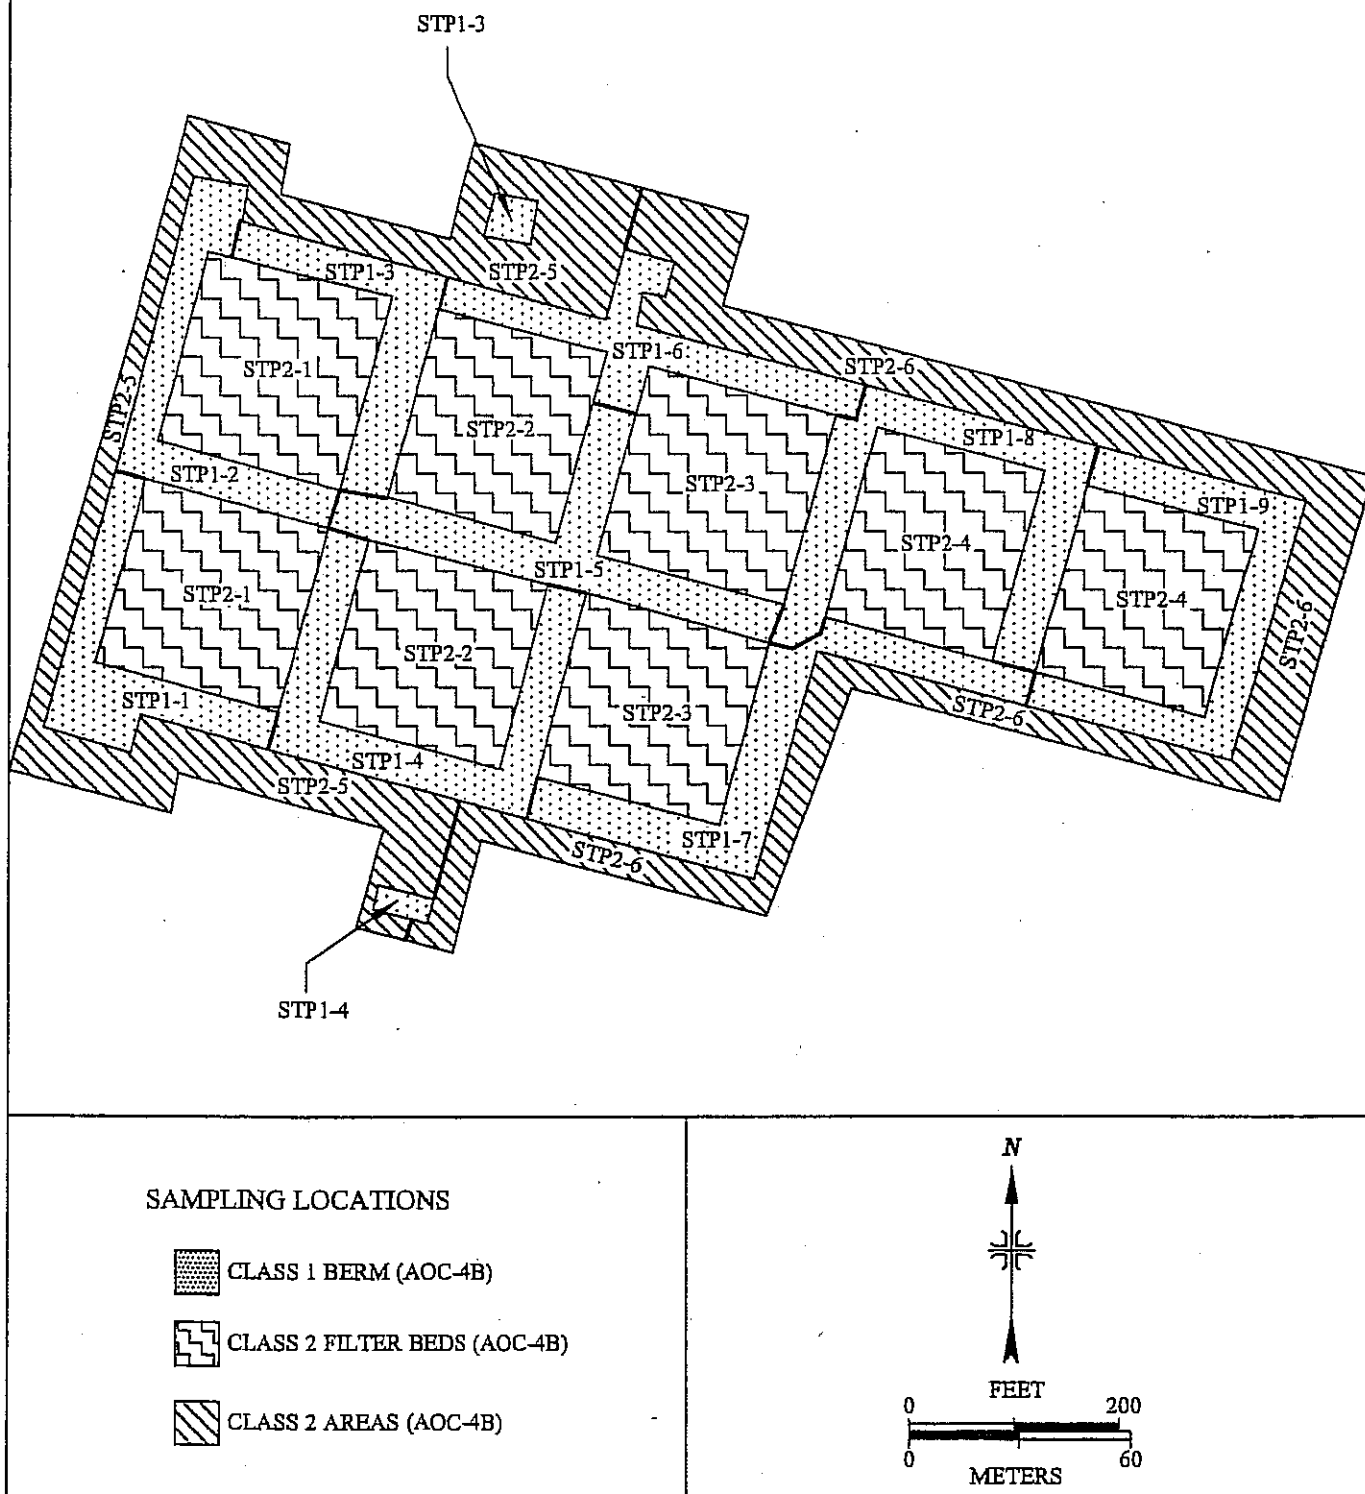 STP1-3
STP1-3
STP2-5
STP1-6
STP2-6
STP2-1
STP2-5
STP2-2
STP1-8
STP1-2
STP2-3
STP1-9
STP2-4
STP1-5
STP2-1
STP2-4
STP2-2
STP2-6
STP1-1
STP2-3
STP2-6
STP1-4
STP2-5
STP1-7
STP2-6
STP1-4
SAMPLING LOCATIONS
CLASS 1 BERM (AOC-4B)
CLASS 2 FILTER BEDS (AOC-4B)
CLASS 2 AREAS (AOC-4B)
N
FEET
0 200
0 60
METERS